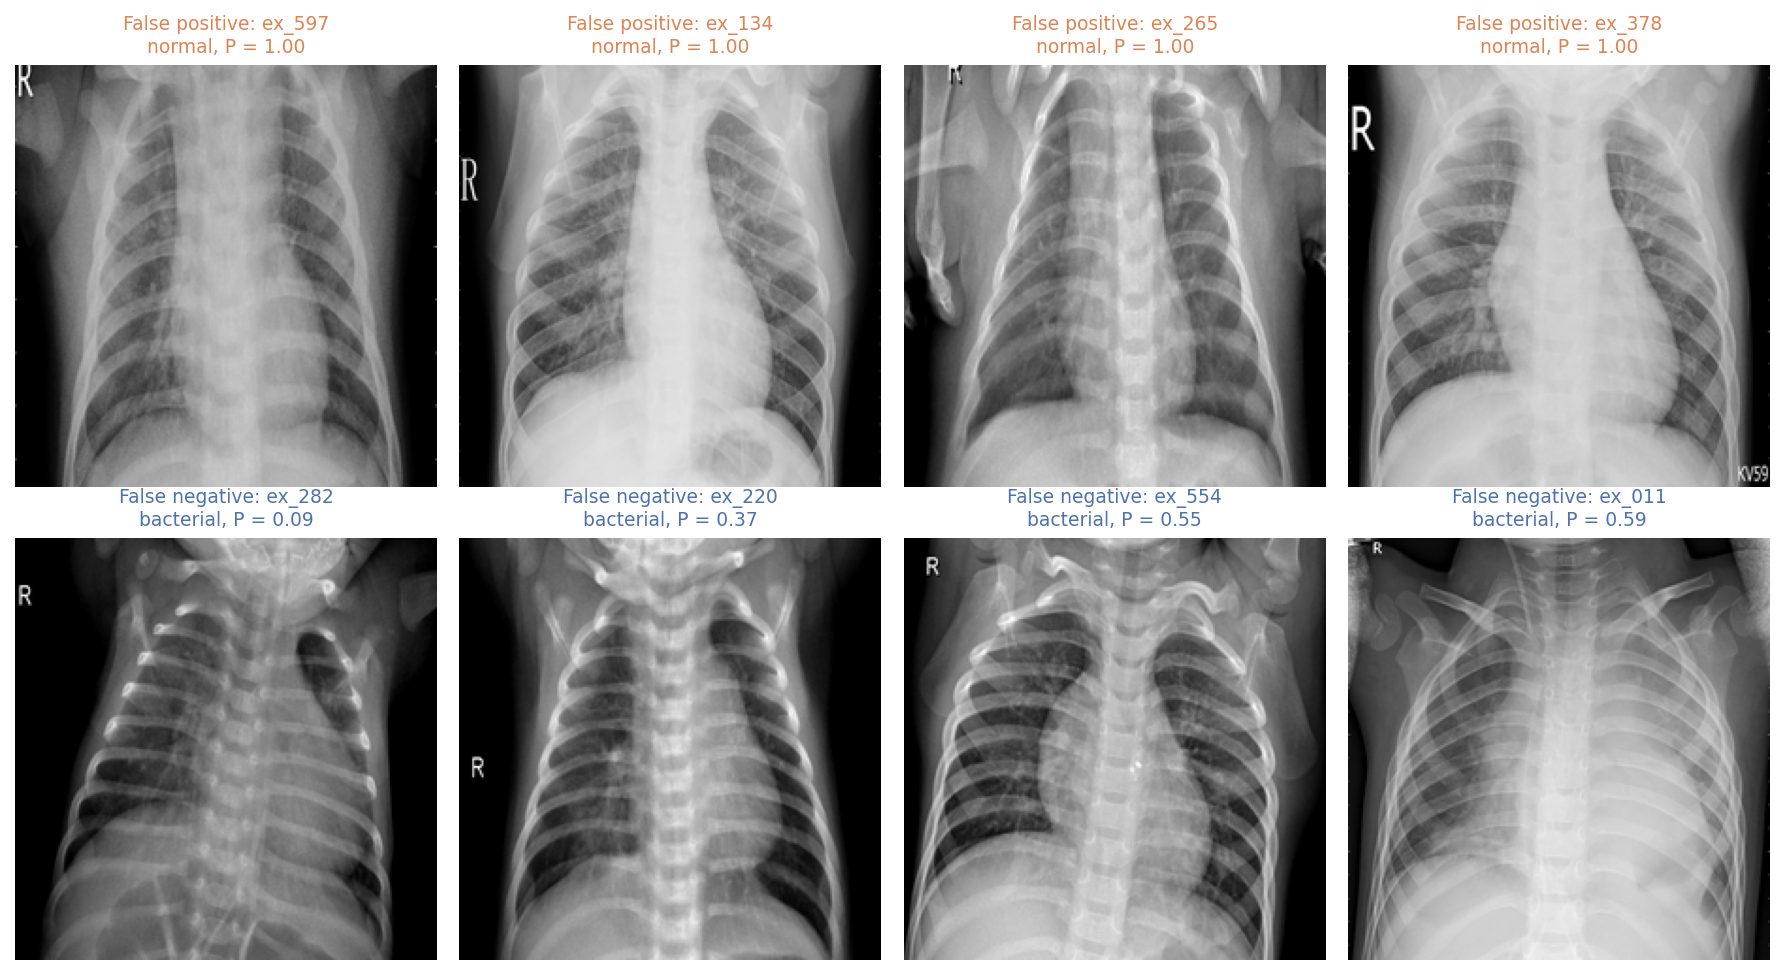 False positive: ex_597
normal, P = 1.00
False positive: ex_134
normal, P = 1.00
False positive: ex_265
normal, P = 1.00
False positive: ex_378
normal, P = 1.00
R
R
R
R
KV59
False negative: ex_282
bacterial, P = 0.09
False negative: ex_220
bacterial, P = 0.37
False negative: ex_554
bacterial, P = 0.55
False negative: ex_011
bacterial, P = 0.59
R
R
R
R